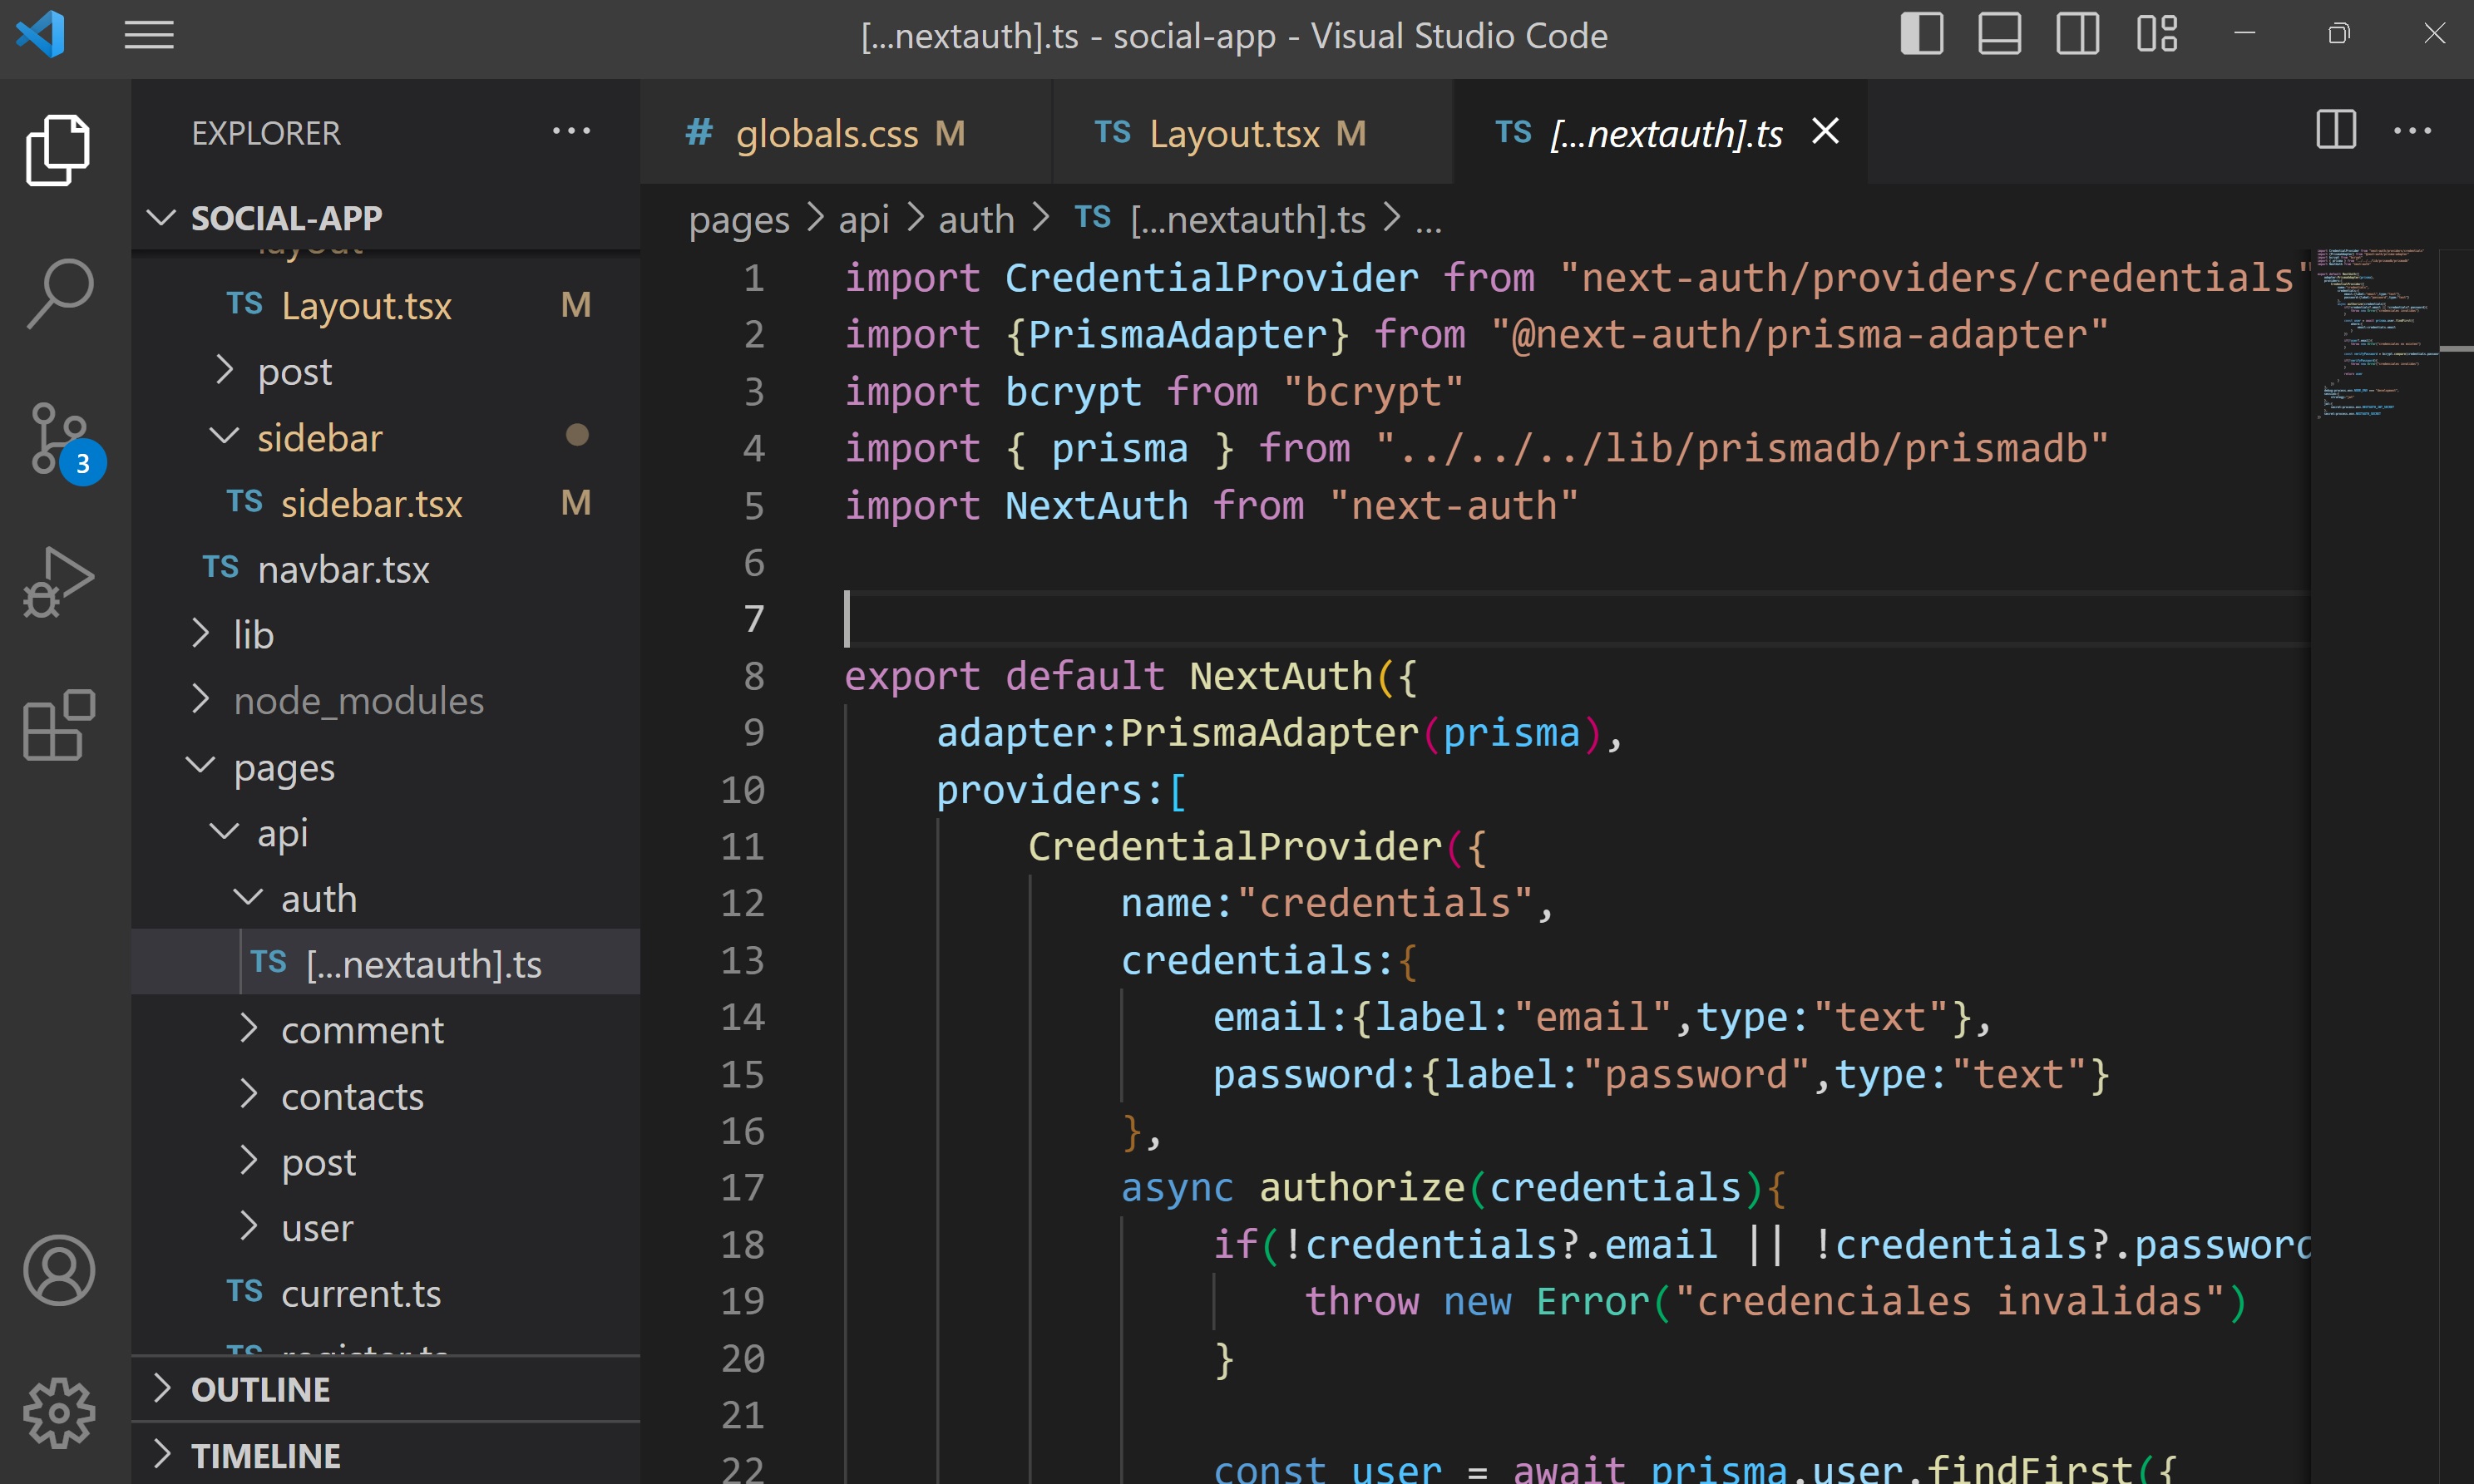 [...nextauth].ts - social-app - Visual Studio Code
EXPLORER
SOCIAL-APP
layout
TS Layout.tsx M
post
sidebar
TS sidebar.tsx M
TS navbar.tsx
lib
node_modules
pages
api
auth
TS [...nextauth].ts
comment
contacts
post
user
TS current.ts
TS register.ts
OUTLINE
TIMELINE
3
# globals.css M
TS Layout.tsx M
TS [...nextauth].ts
pages > api > auth > TS [...nextauth].ts > ...
1 import CredentialProvider from "next-auth/providers/credentials"
2 import {PrismaAdapter} from "@next-auth/prisma-adapter"
3 import bcrypt from "bcrypt"
4 import { prisma } from "../../../lib/prismadb/prismadb"
5 import NextAuth from "next-auth"
6
7
8 export default NextAuth({
9 adapter:PrismaAdapter(prisma),
10 providers:[
11 CredentialProvider({
12 name:"credentials",
13 credentials:{
14 email:{label:"email",type:"text"},
15 password:{label:"password",type:"text"}
16 },
17 async authorize(credentials){
18 if(!credentials?.email || !credentials?.password
19 throw new Error("credenciales invalidas")
20 }
21
22 const user = await prisma.user.findFirst({